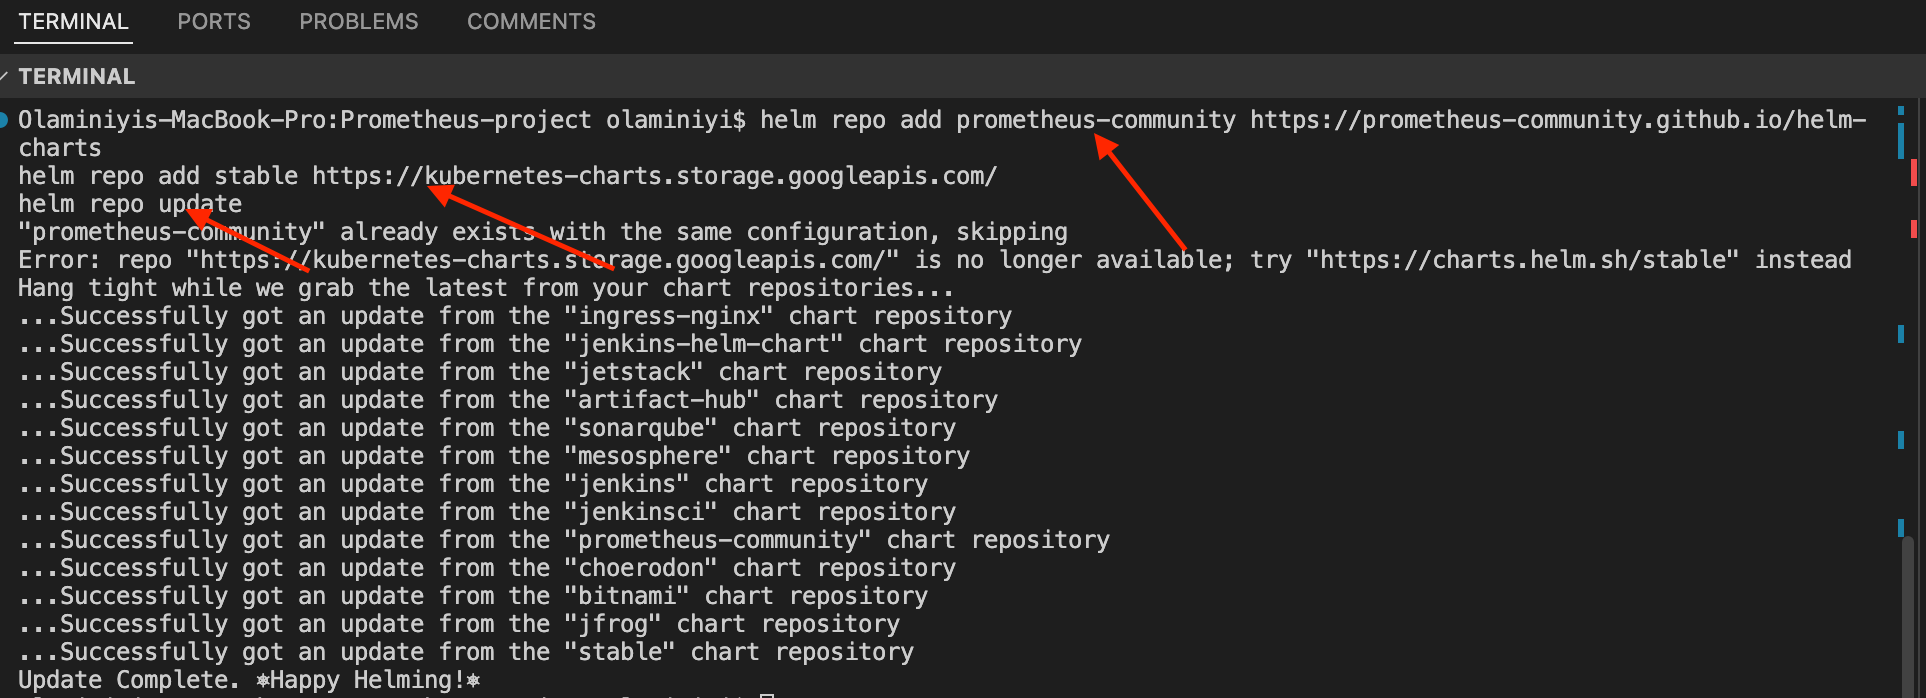 TERMINAL PORTS PROBLEMS COMMENTS
TERMINAL
Olaminiyis-MacBook-Pro:Prometheus-project olaminiyi$ helm repo add prometheus-community https://prometheus-community.github.io/helm-
charts
helm repo add stable https://kubernetes-charts.storage.googleapis.com/
helm repo update
"prometheus-community" already exists with the same configuration, skipping
Error: repo "https://kubernetes-charts.storage.googleapis.com/" is no longer available; try "https://charts.helm.sh/stable" instead
Hang tight while we grab the latest from your chart repositories...
...Successfully got an update from the "ingress-nginx" chart repository
...Successfully got an update from the "jenkins-helm-chart" chart repository
...Successfully got an update from the "jetstack" chart repository
...Successfully got an update from the "artifact-hub" chart repository
...Successfully got an update from the "sonarqube" chart repository
...Successfully got an update from the "mesosphere" chart repository
...Successfully got an update from the "jenkins" chart repository
...Successfully got an update from the "jenkinsci" chart repository
...Successfully got an update from the "prometheus-community" chart repository
...Successfully got an update from the "choerodon" chart repository
...Successfully got an update from the "bitnami" chart repository
...Successfully got an update from the "jfrog" chart repository
...Successfully got an update from the "stable" chart repository
Update Complete. ⎈Happy Helming!⎈